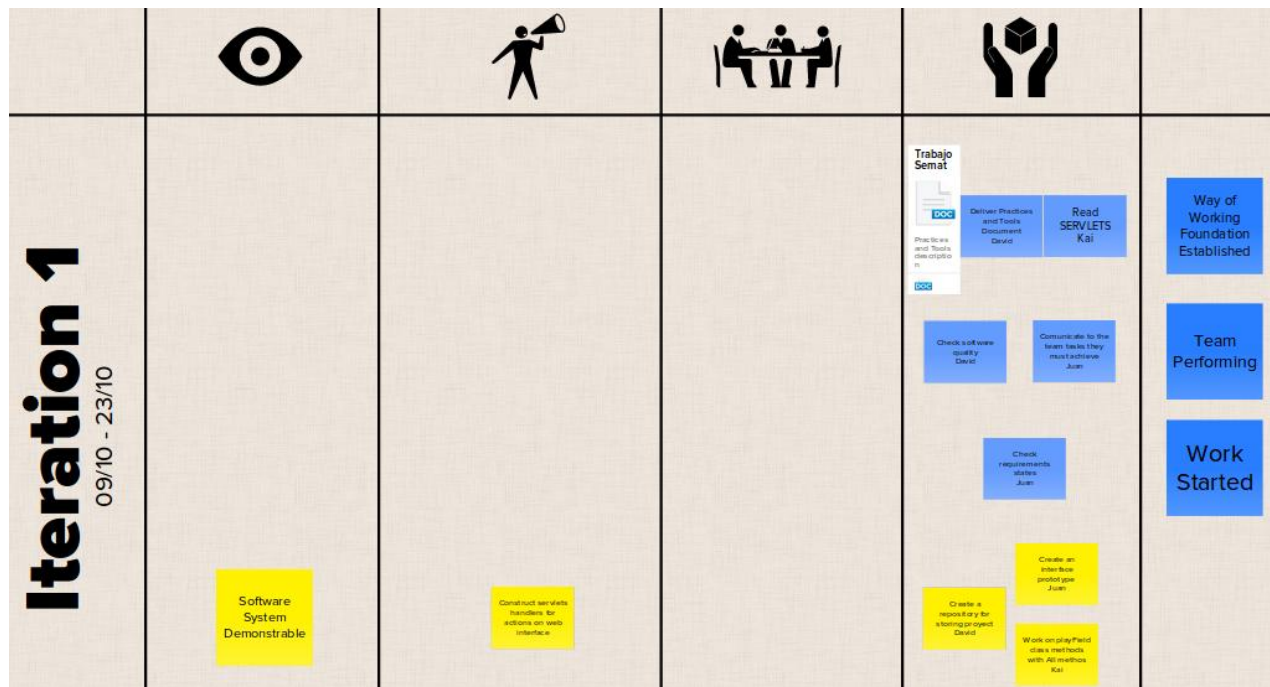 Iteration 1
09/10 - 23/10
Software
System
Demonstrable
Construct servlets
handlers for
actions on web
interface
Trabajo
Semat
DOC
Practices
and Tools
descriptio
n
DOC
Deliver Practices
and Tools
Document
David
Read
SERVLETS
Kai
Check software
quality
David
Comunicate to the
team tasks they
must achieve
Juan
Check
requirements
states
Juan
Create an
interface
prototype
Juan
Create a
repository for
storing proyect
David
Work on playField
class methods
with All methos
Kai
Way of
Working
Foundation
Established
Team
Performing
Work
Started